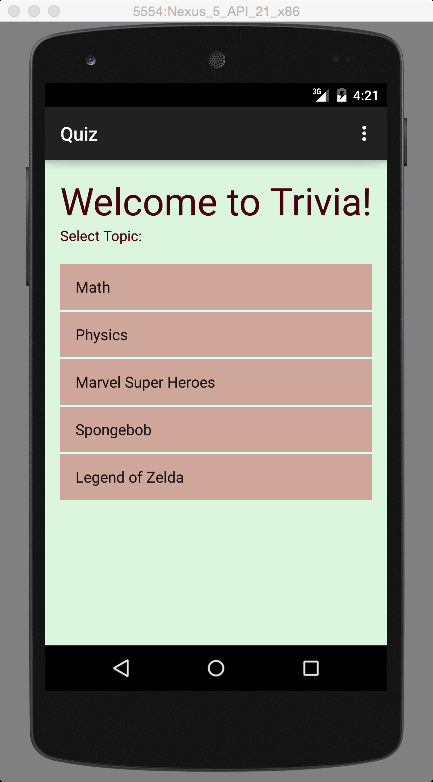 5554:Nexus_5_API_21_x86
3G 4:21
Quiz
Welcome to Trivia!
Select Topic:
Math
Physics
Marvel Super Heroes
Spongebob
Legend of Zelda